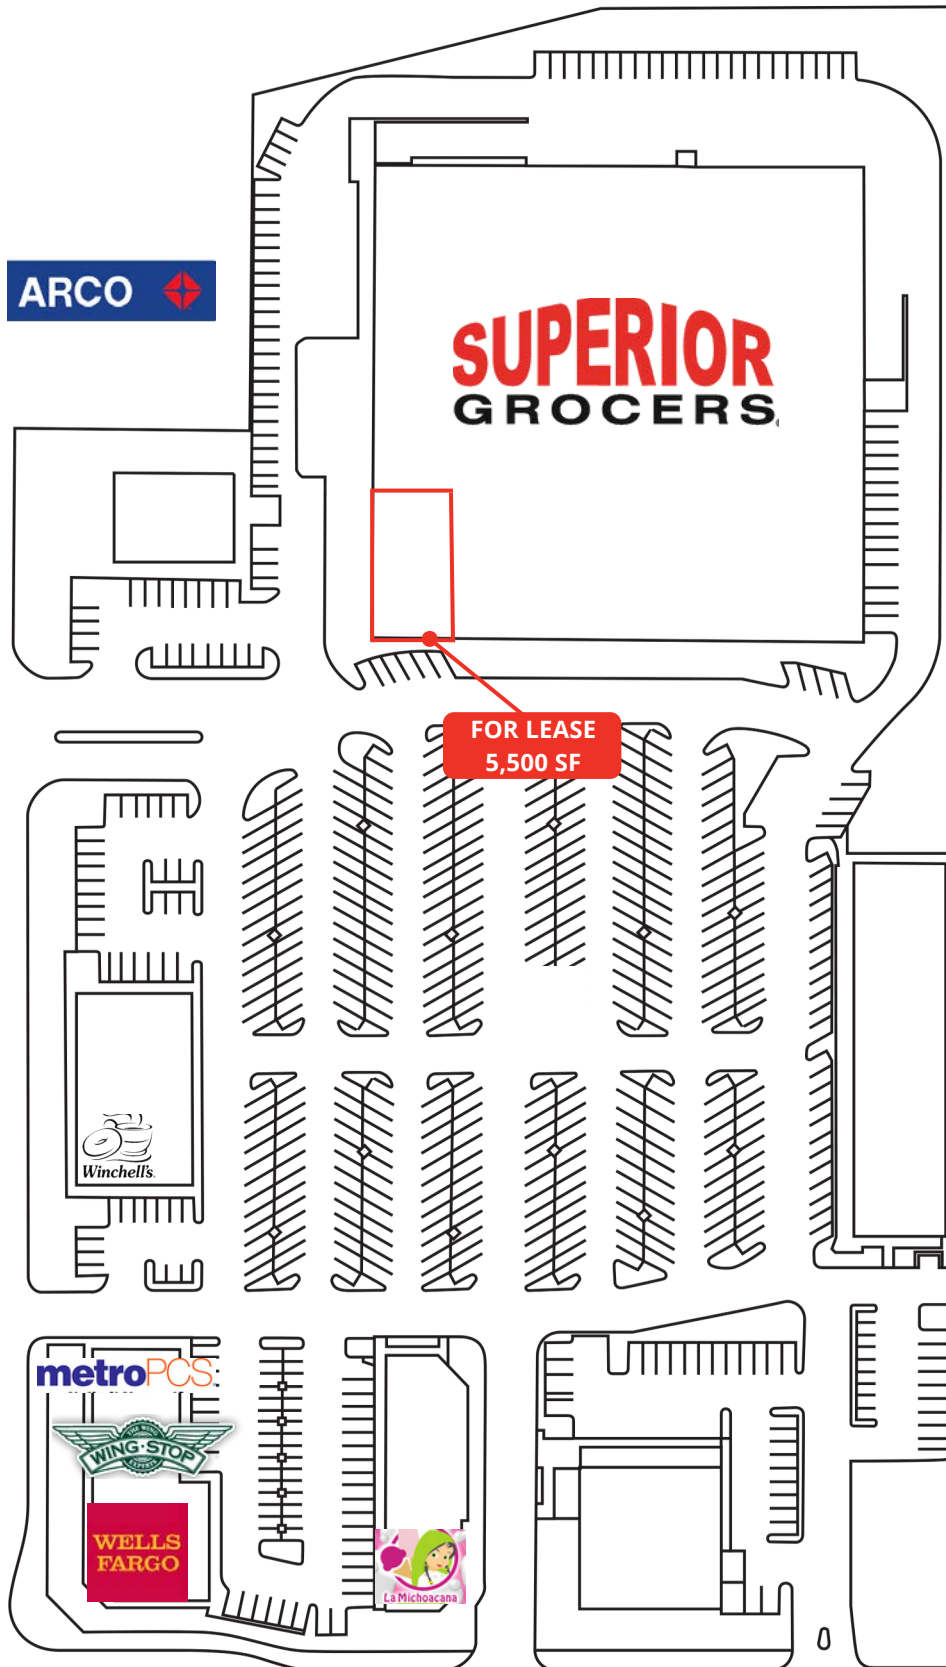 ARCO
SUPERIOR
GROCERS
FOR LEASE
5,500 SF
Winchell's
metroPCS
WING·STOP
WELLS
FARGO
La Michoacana